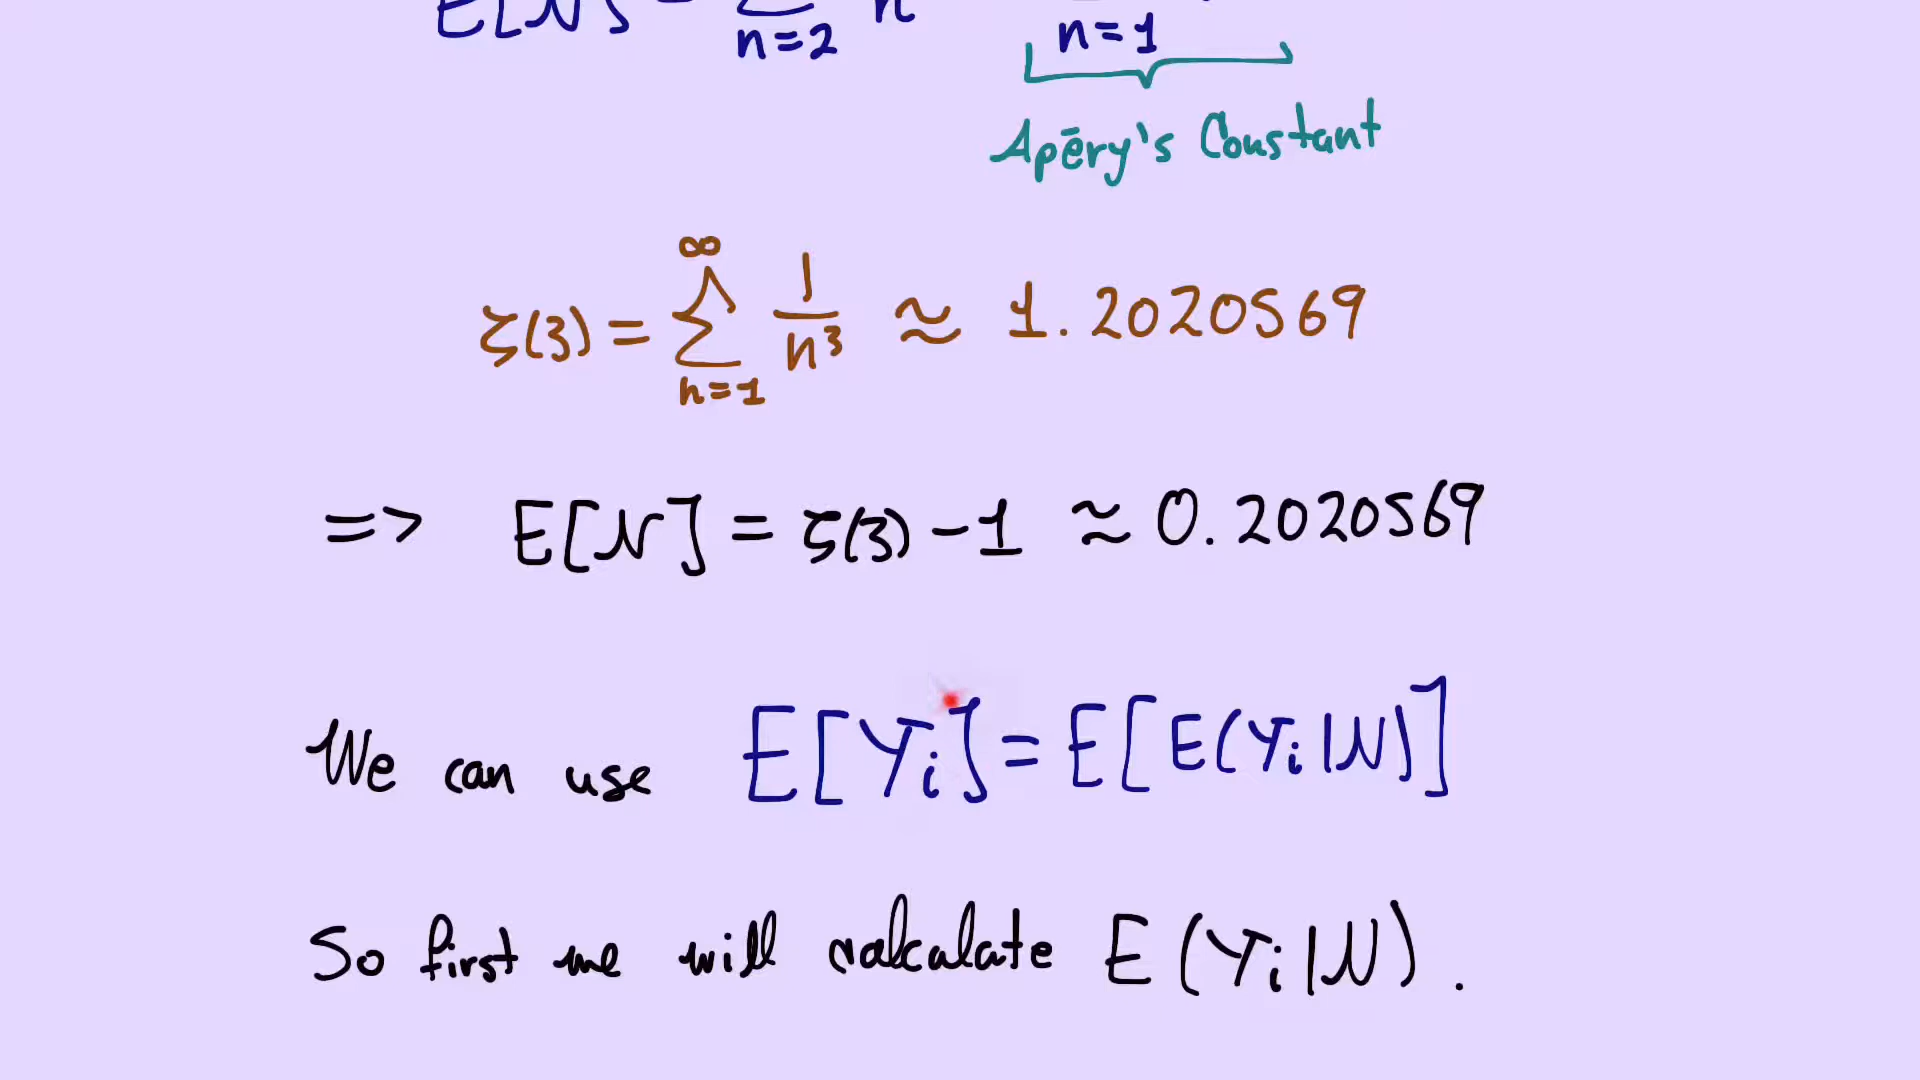 E[N] = ∑ n
n=2
n=1
Apēry's Constant
ζ(3) = ∑_{n=1}^{∞} 1/n³ ≈ 1.2020569
=> E[N] = ζ(3) - 1 ≈ 0.2020569
We can use E[Yi] = E[E(Yi|N)]
So first we will calculate E(Yi|N).